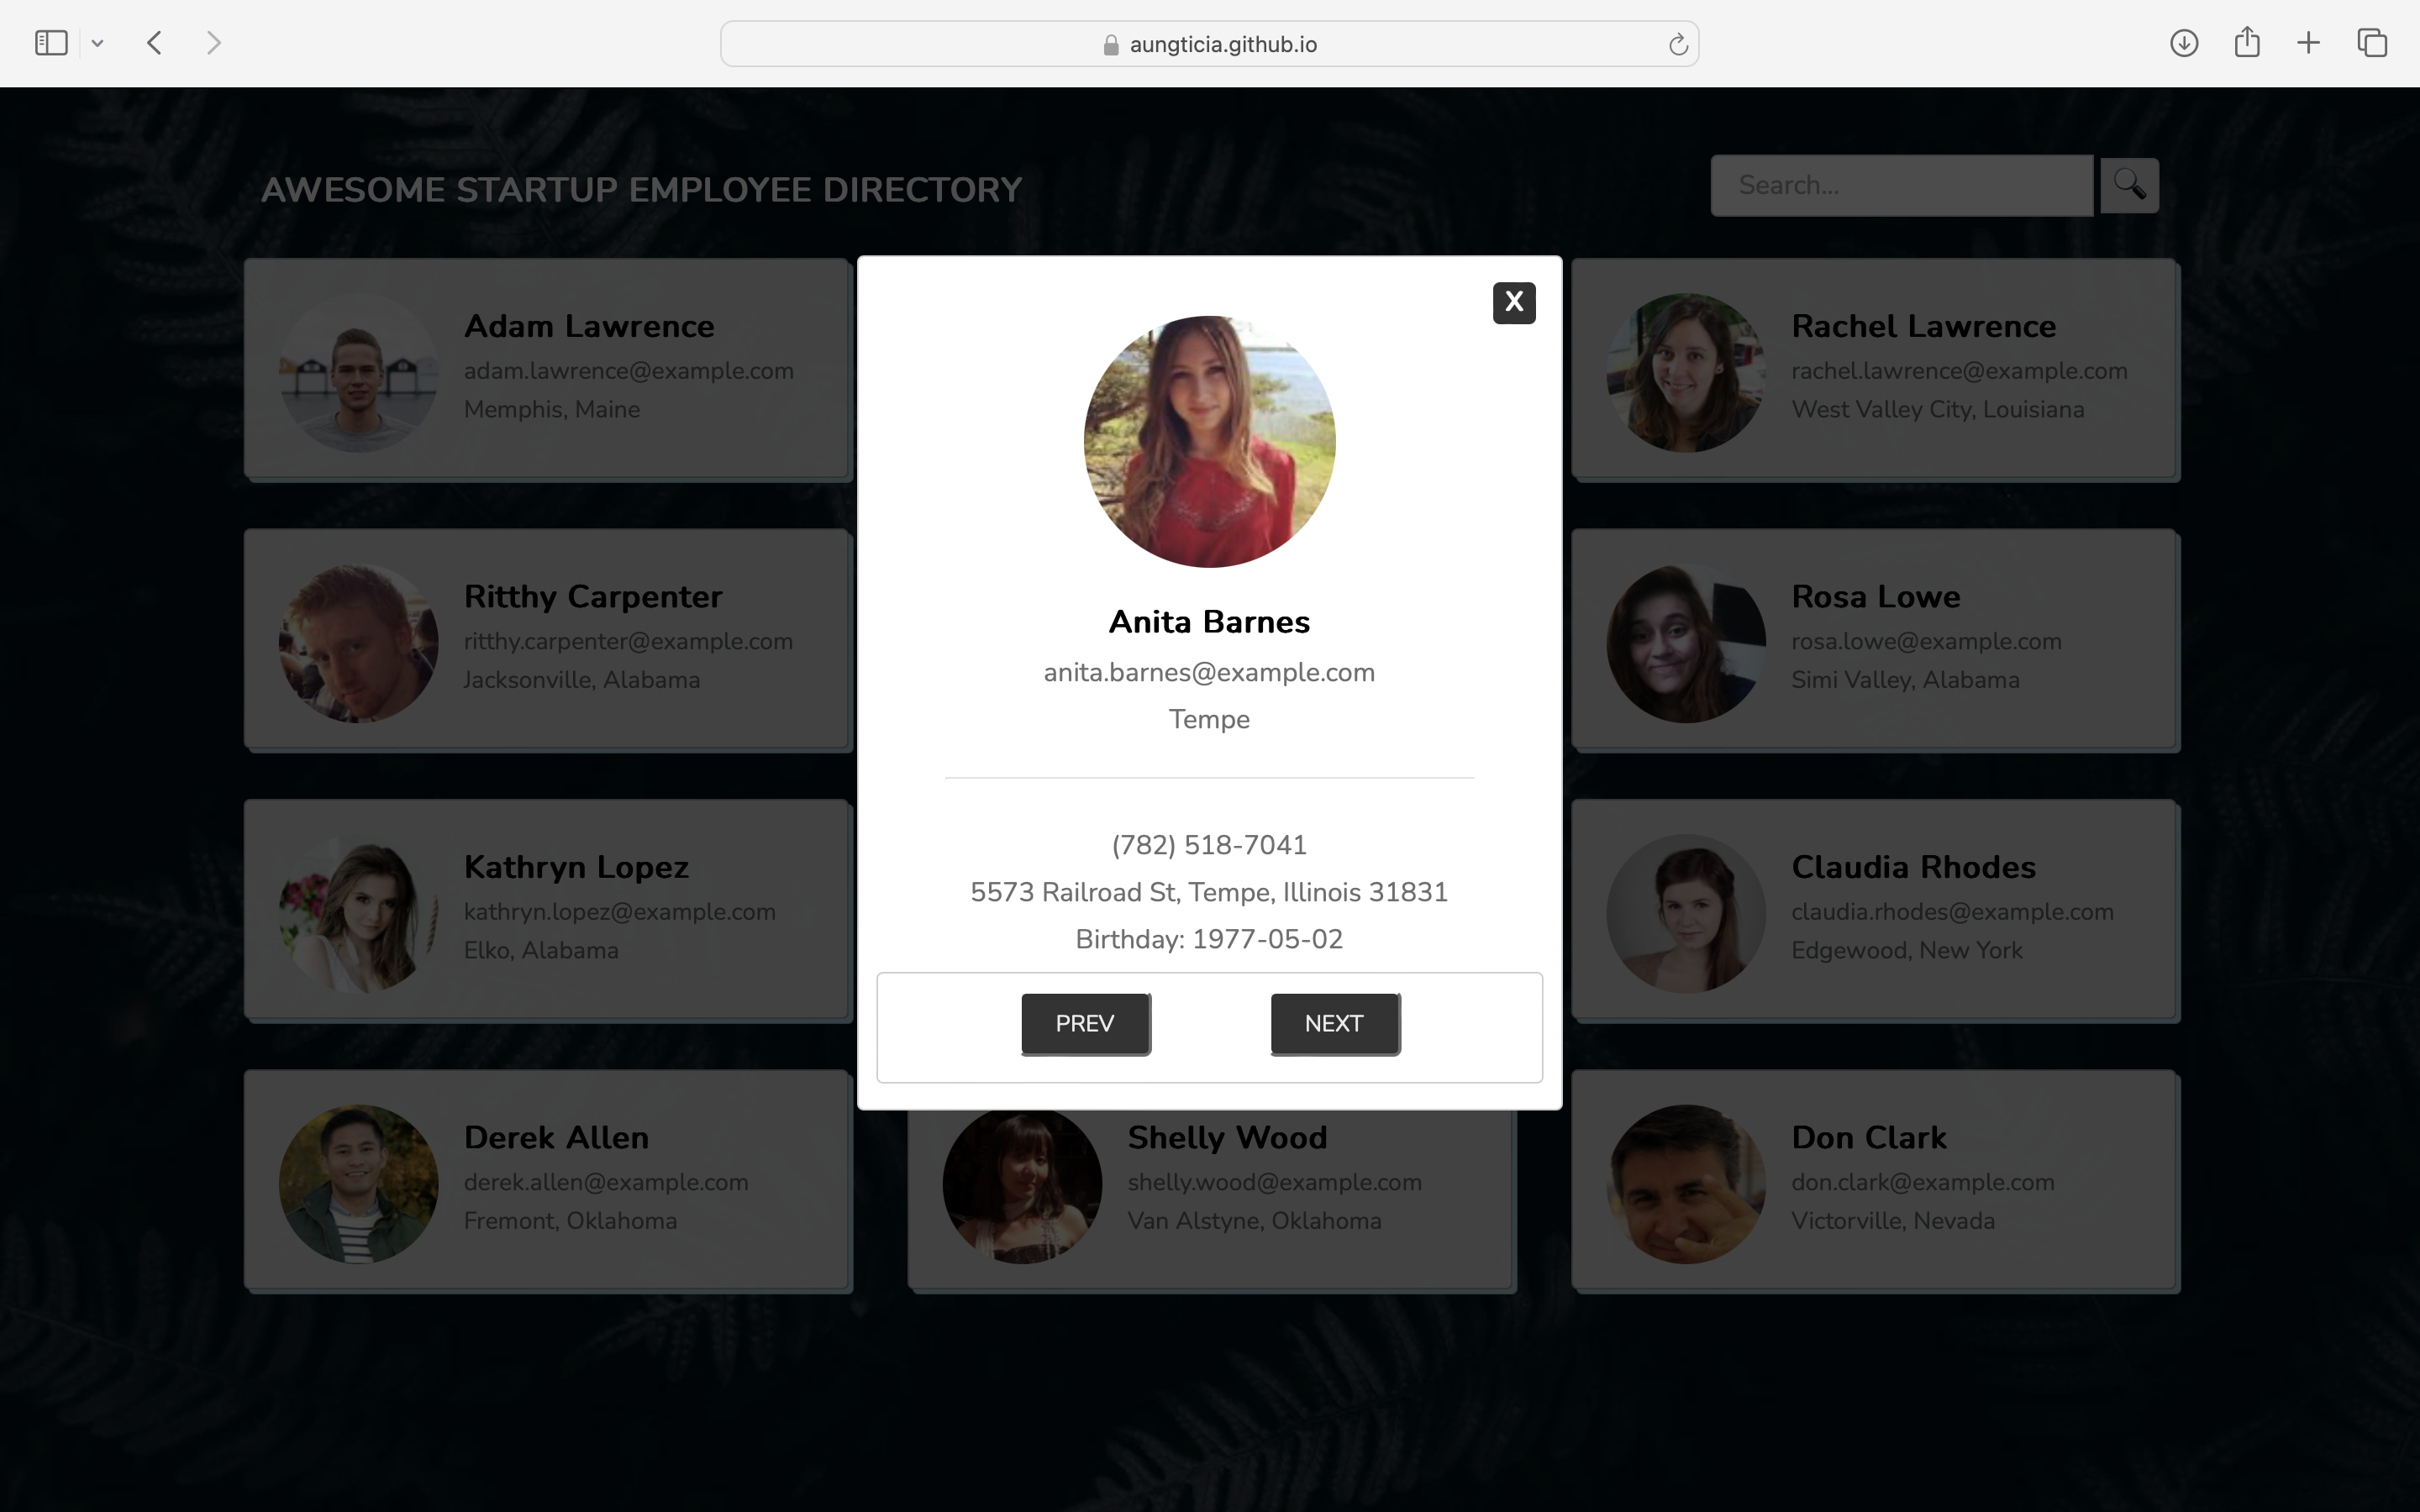 aungticia.github.io
AWESOME STARTUP EMPLOYEE DIRECTORY
Search...
Adam Lawrence
adam.lawrence@example.com
Memphis, Maine
Rachel Lawrence
rachel.lawrence@example.com
West Valley City, Louisiana
X
Anita Barnes
anita.barnes@example.com
Tempe
(782) 518-7041
5573 Railroad St, Tempe, Illinois 31831
Birthday: 1977-05-02
PREV
NEXT
Ritthy Carpenter
ritthy.carpenter@example.com
Jacksonville, Alabama
Rosa Lowe
rosa.lowe@example.com
Simi Valley, Alabama
Kathryn Lopez
kathryn.lopez@example.com
Elko, Alabama
Claudia Rhodes
claudia.rhodes@example.com
Edgewood, New York
Derek Allen
derek.allen@example.com
Fremont, Oklahoma
Shelly Wood
shelly.wood@example.com
Van Alstyne, Oklahoma
Don Clark
don.clark@example.com
Victorville, Nevada